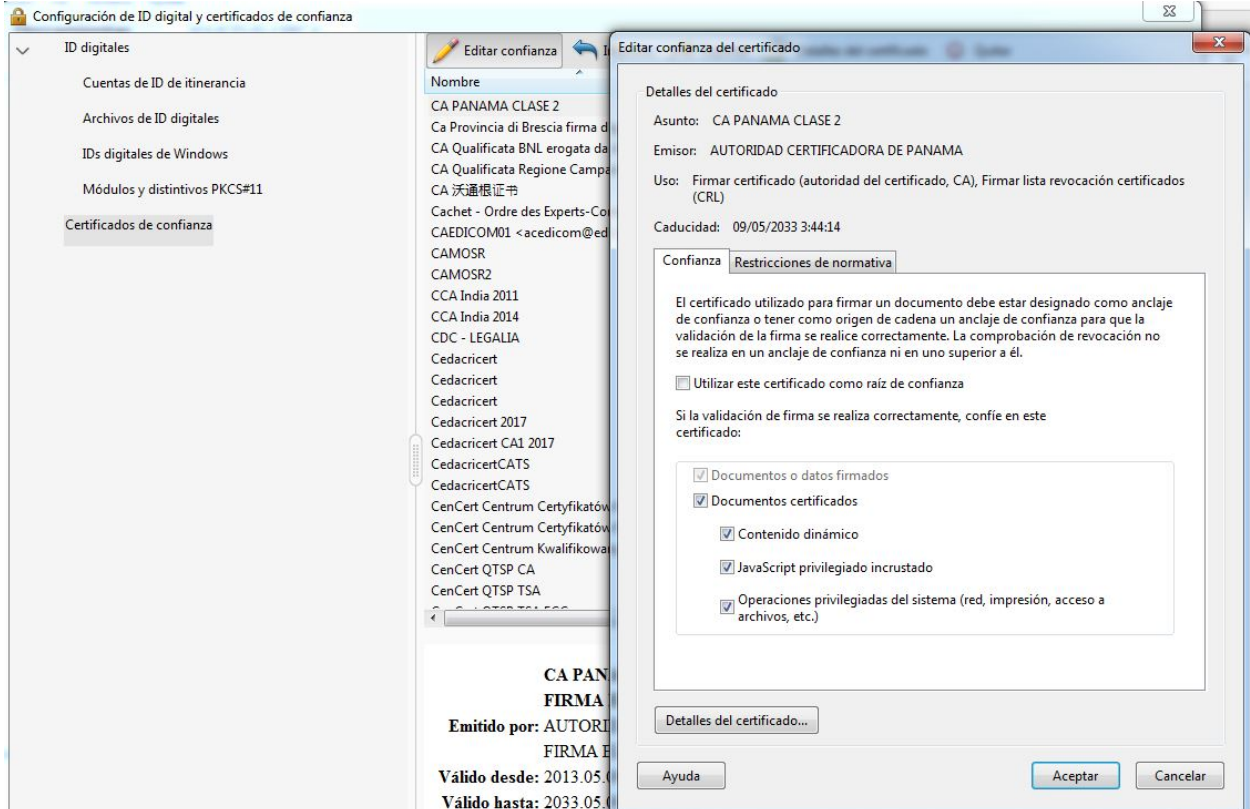 Configuración de ID digital y certificados de confianza
ID digitales
Cuentas de ID de itinerancia
Archivos de ID digitales
IDs digitales de Windows
Módulos y distintivos PKCS#11
Certificados de confianza
Editar confianza
Nombre
CA PANAMA CLASE 2
Ca Provincia di Brescia firma d
CA Qualificata BNL erogata da
CA Qualificata Regione Campa
CA 沃通根证书
Cachet - Ordre des Experts-Co
CAEDICOM01 <acedicom@ed
CAMOSR
CAMOSR2
CCA India 2011
CCA India 2014
CDC - LEGALIA
Cedacricert
Cedacricert
Cedacricert
Cedacricert 2017
Cedacricert CA1 2017
CedacricertCATS
CedacricertCATS
CenCert Centrum Certyfikatów
CenCert Centrum Certyfikatów
CenCert Centrum Kwalifikowa
CenCert QTSP CA
CenCert QTSP TSA
CA PAN
FIRMA
Emitido por: AUTORI
FIRMA E
Válido desde: 2013.05.0
Válido hasta: 2033.05.0
Editar confianza del certificado
Detalles del certificado
Asunto: CA PANAMA CLASE 2
Emisor: AUTORIDAD CERTIFICADORA DE PANAMA
Uso: Firmar certificado (autoridad del certificado, CA), Firmar lista revocación certificados
(CRL)
Caducidad: 09/05/2033 3:44:14
Confianza
Restricciones de normativa
El certificado utilizado para firmar un documento debe estar designado como anclaje
de confianza o tener como origen de cadena un anclaje de confianza para que la
validación de la firma se realice correctamente. La comprobación de revocación no
se realiza en un anclaje de confianza ni en uno superior a él.
Utilizar este certificado como raíz de confianza
Si la validación de firma se realiza correctamente, confíe en este
certificado:
Documentos o datos firmados
Documentos certificados
Contenido dinámico
JavaScript privilegiado incrustado
Operaciones privilegiadas del sistema (red, impresión, acceso a
archivos, etc.)
Detalles del certificado...
Ayuda
Aceptar
Cancelar